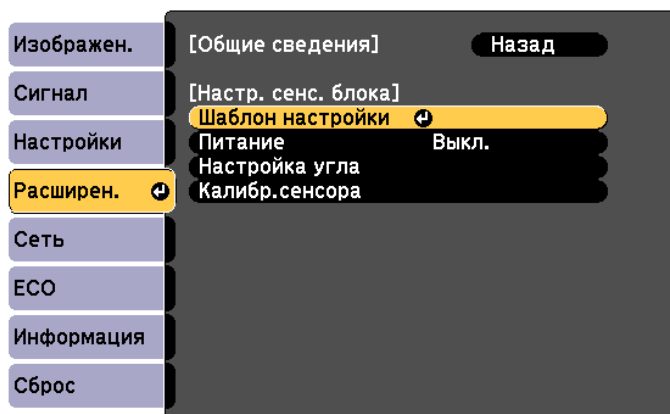 Изображен.
Сигнал
Настройки
Расширен.
Сеть
ECO
Информация
Сброс
[Общие сведения] Назад
[Настр. сенс. блока]
Шаблон настройки
Питание Выкл.
Настройка угла
Калибр.сенсора